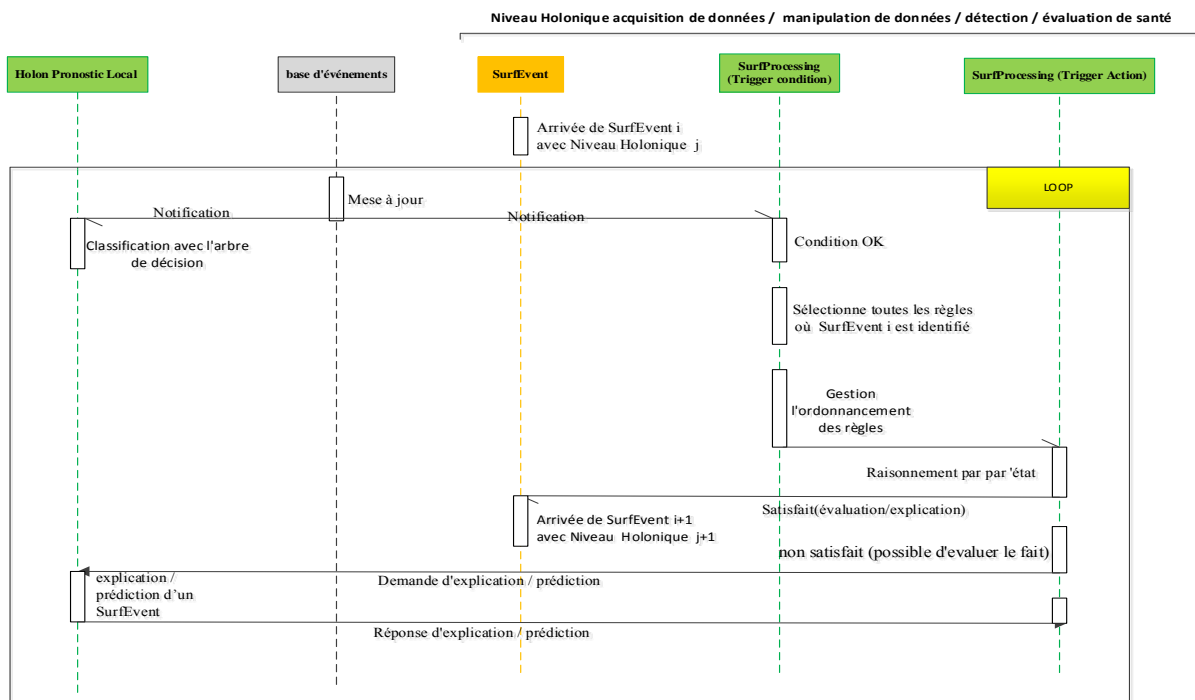 Niveau Holonique acquisition de données / manipulation de données / détection / évaluation de santé
Holon Pronostic Local
base d'événements
SurfEvent
SurfProcessing
(Trigger condition)
SurfProcessing (Trigger Action)
Arrivée de SurfEvent i
avec Niveau Holonique j
LOOP
Mese à jour
Notification
Notification
Classification avec l'arbre
de décision
Condition OK
Sélectionne toutes les règles
où SurfEvent i est identifié
Gestion
l'ordonnancement
des règles
Raisonnement par par 'état
Satisfait(évaluation/explication)
Arrivée de SurfEvent i+1
avec Niveau Holonique j+1
non satisfait (possible d'evaluer le fait)
explication /
prédiction d'un
SurfEvent
Demande d'explication / prédiction
Réponse d'explication / prédiction